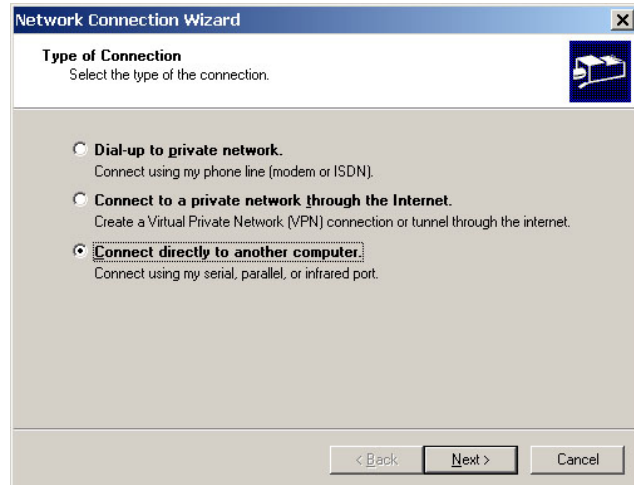 Network Connection Wizard
Type of Connection
Select the type of the connection.
Dial-up to private network.
Connect using my phone line (modem or ISDN).
Connect to a private network through the Internet.
Create a Virtual Private Network (VPN) connection or tunnel through the internet.
Connect directly to another computer.
Connect using my serial, parallel, or infrared port.
< Back Next > Cancel